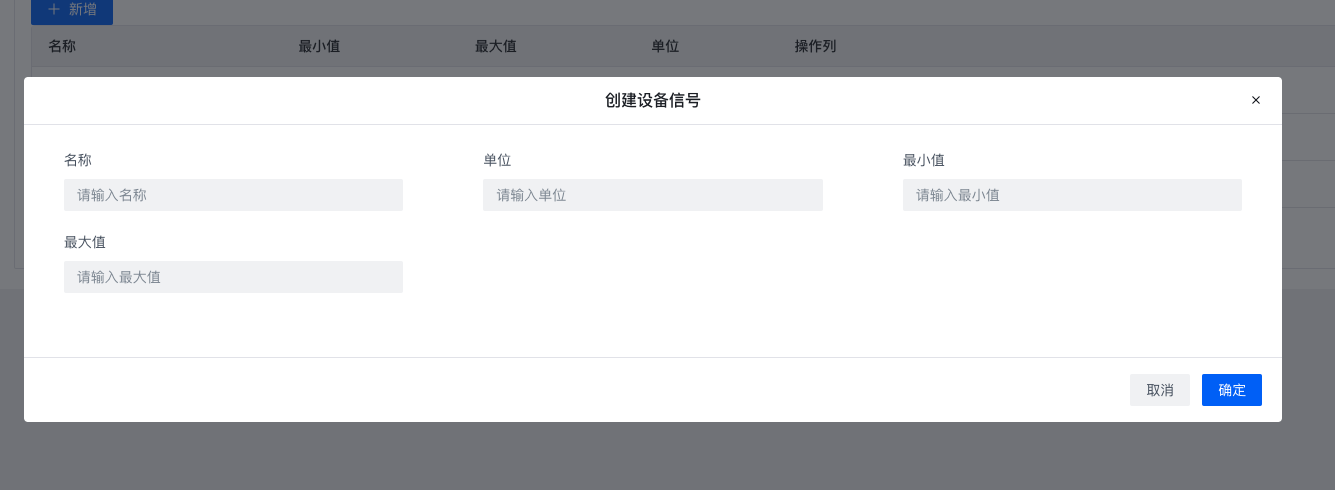 新增
名称 最小值 最大值 单位 操作列
创建设备信号
名称 单位 最小值
请输入名称 请输入单位 请输入最小值
最大值
请输入最大值
取消 确定